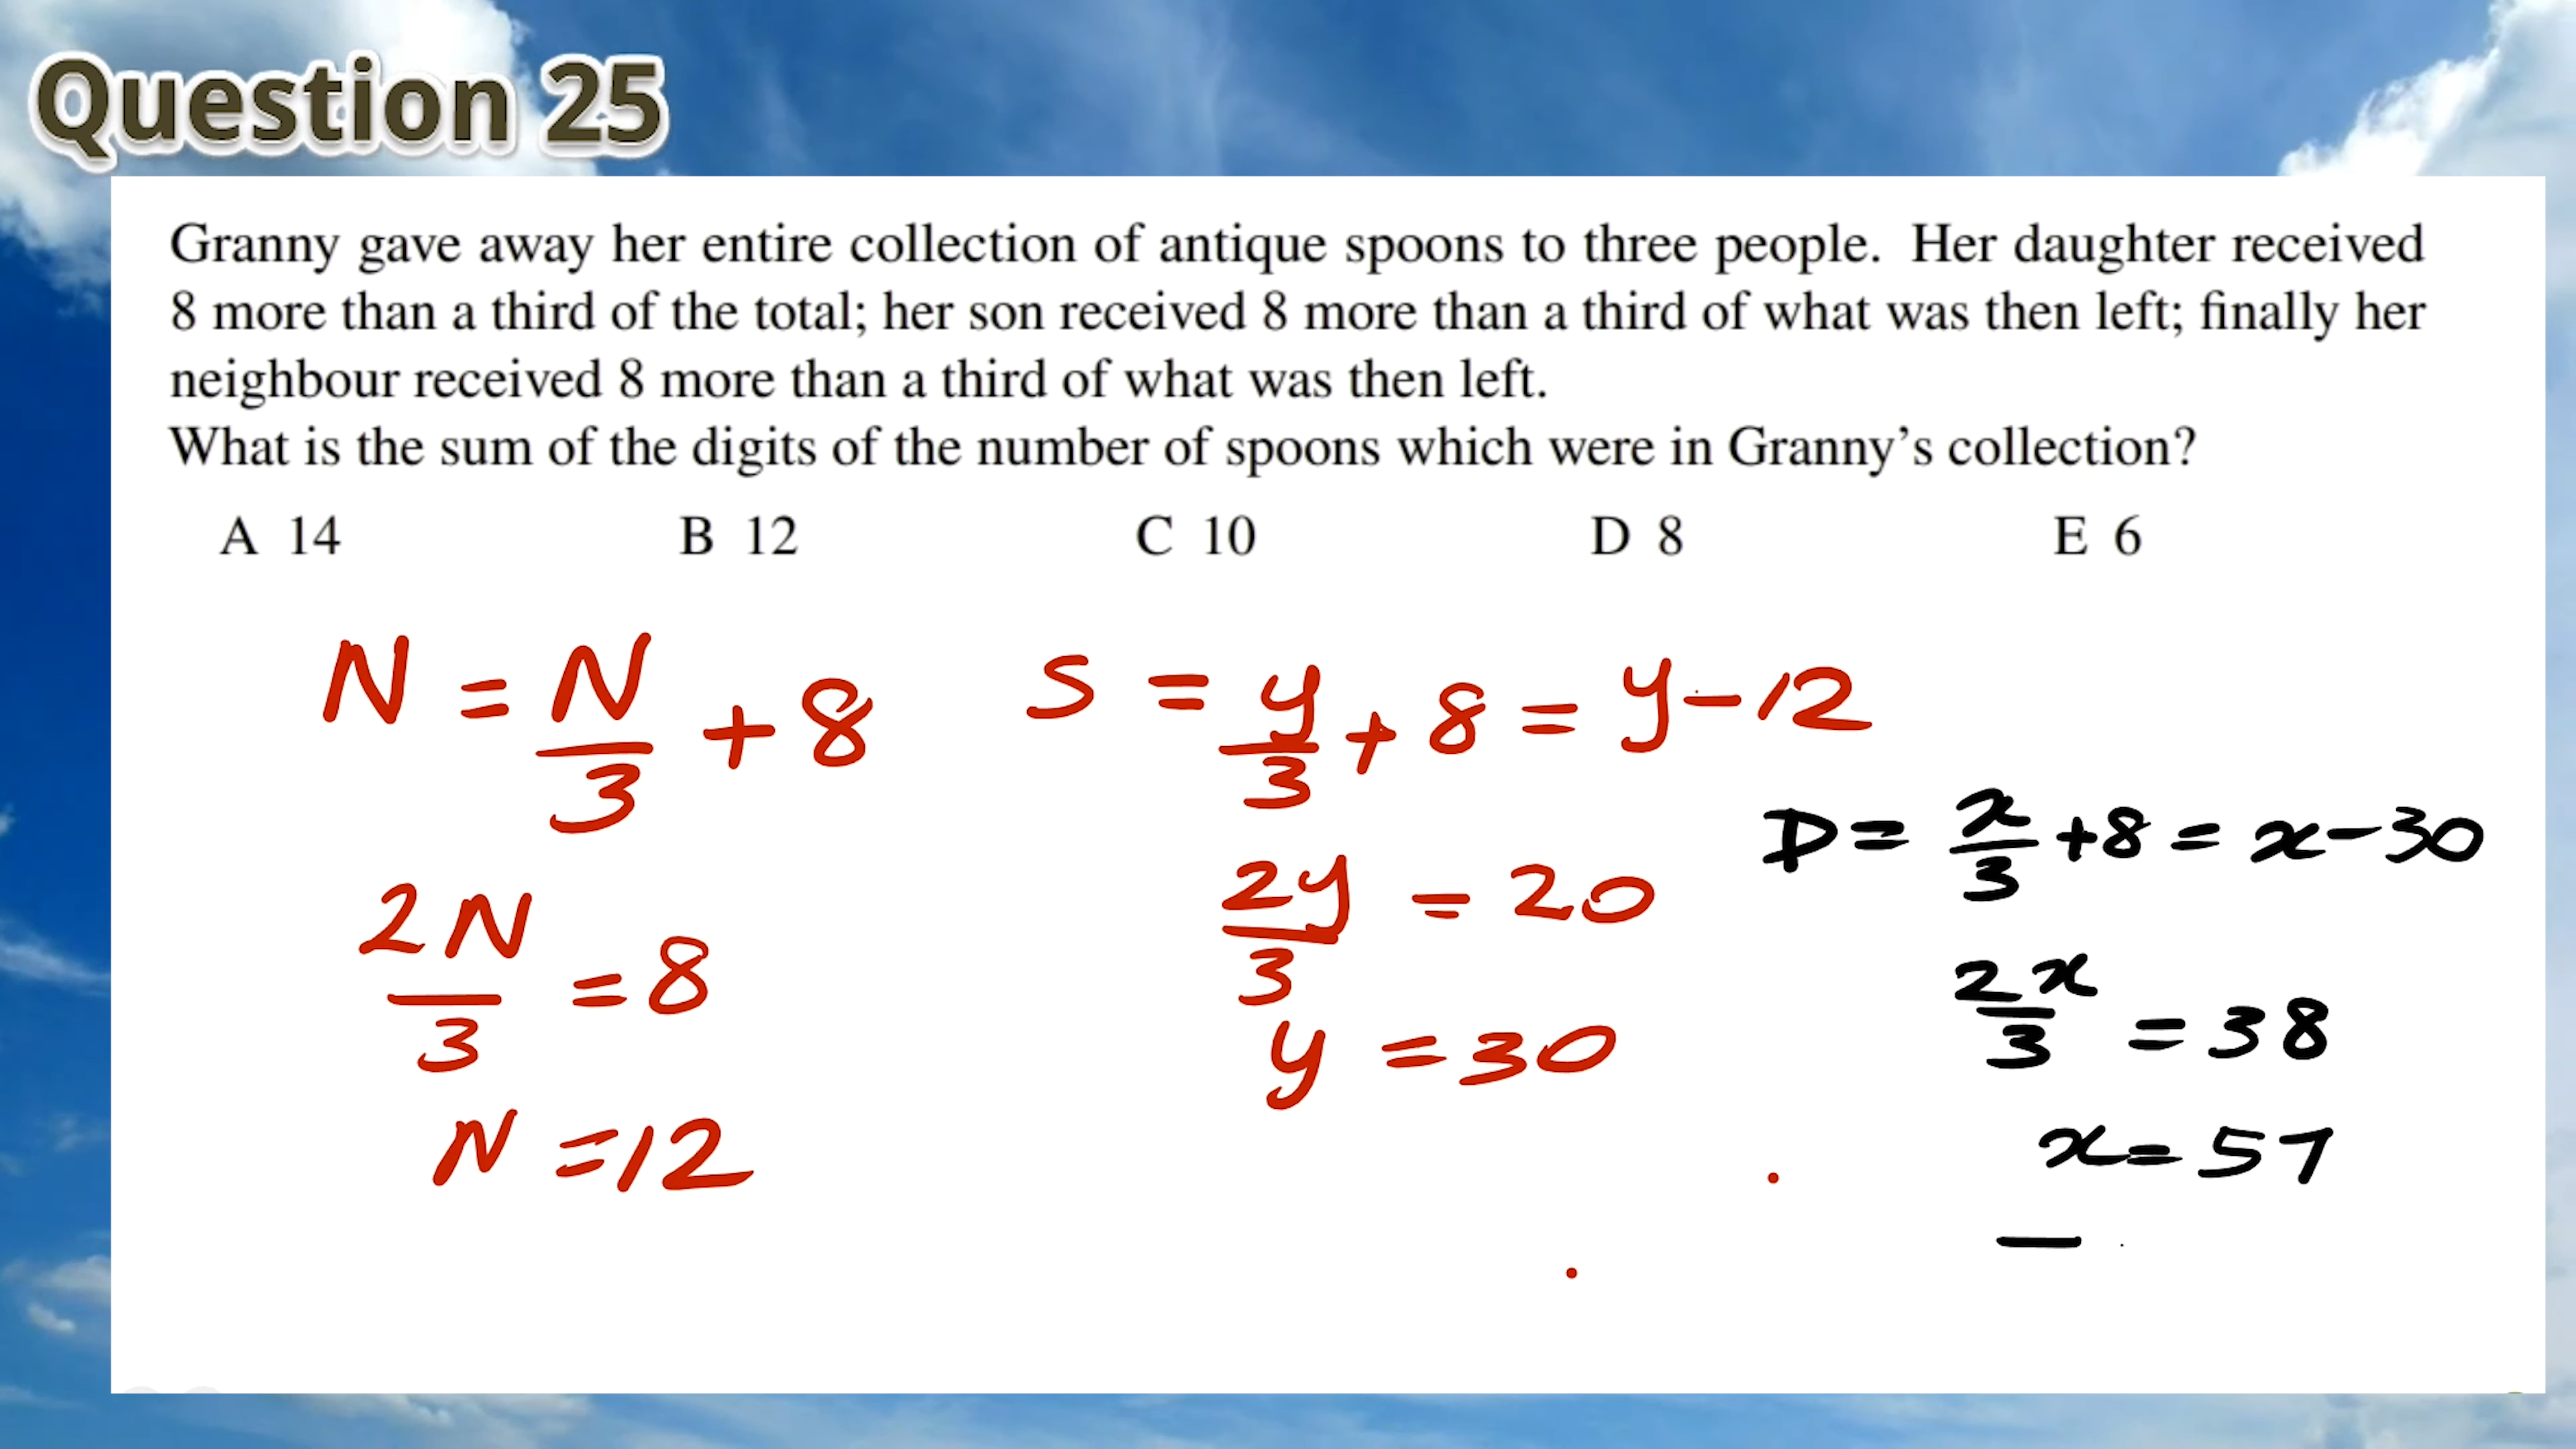 Question 25
Granny gave away her entire collection of antique spoons to three people. Her daughter received
8 more than a third of the total; her son received 8 more than a third of what was then left; finally her
neighbour received 8 more than a third of what was then left.
What is the sum of the digits of the number of spoons which were in Granny's collection?
A 14 B 12 C 10 D 8 E 6
N = N/3 + 8
2N/3 = 8
N = 12
S = y/3 + 8 = y - 12
2y/3 = 20
y = 30
D = x/3 + 8 = x - 30
2x/3 = 38
x = 57